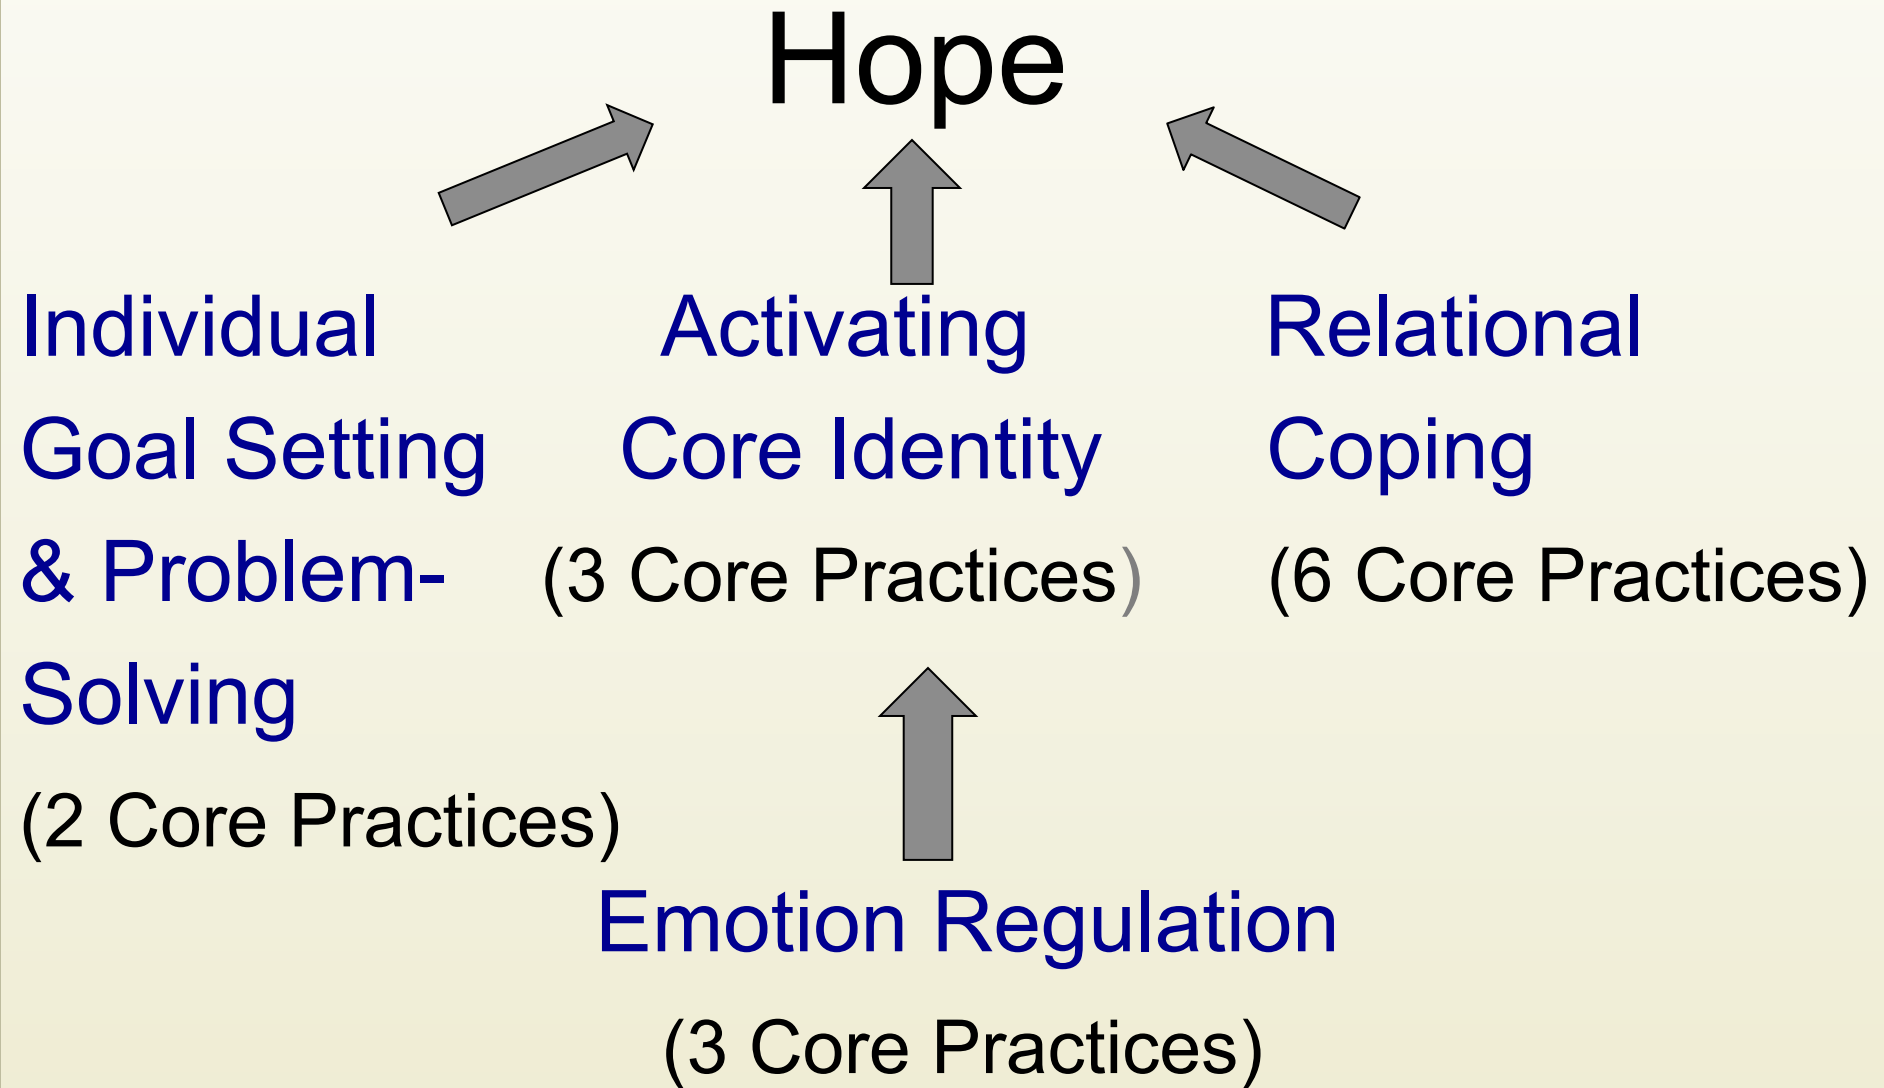 Hope
Individual
Goal Setting
& Problem-
Solving
(2 Core Practices)
Activating
Core Identity
(3 Core Practices)
Relational
Coping
(6 Core Practices)
Emotion Regulation
(3 Core Practices)